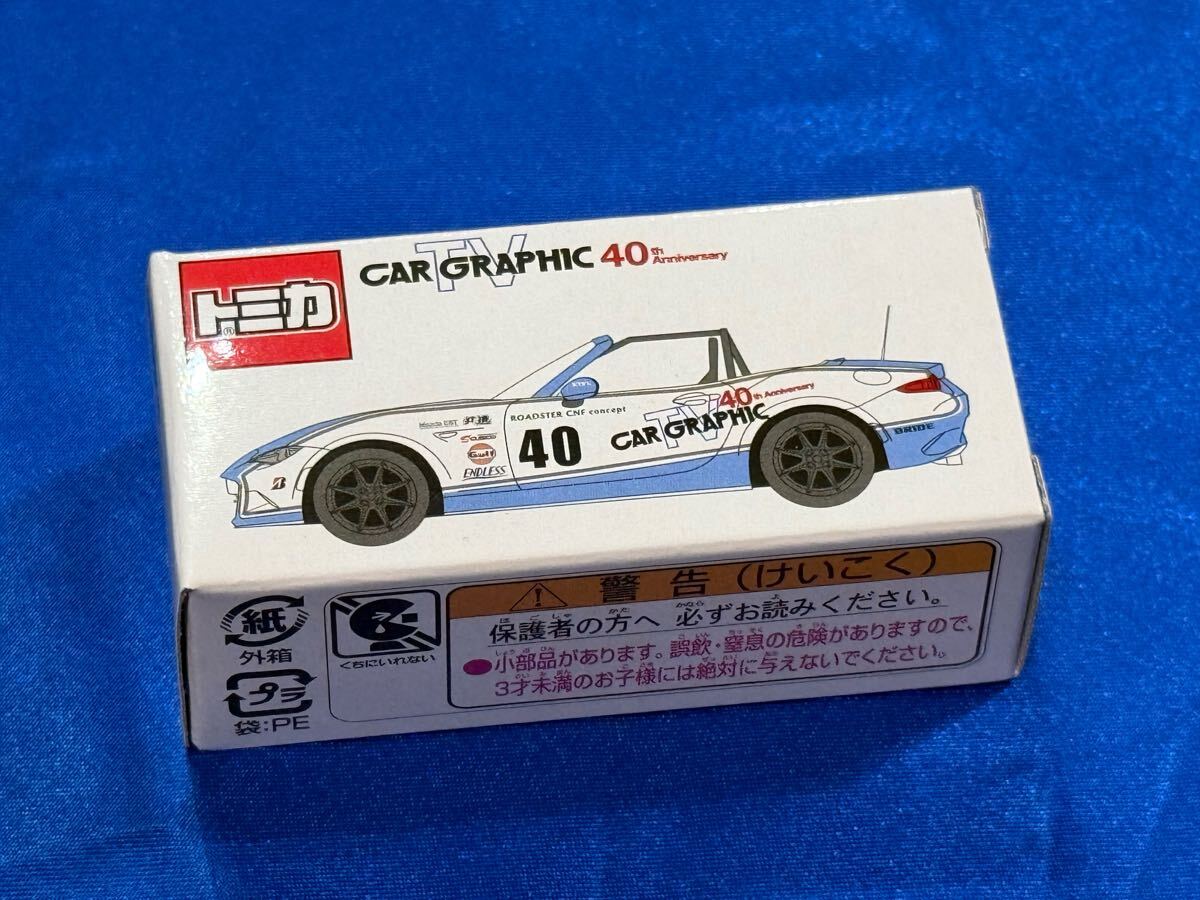 トミカ®
CAR GRAPHIC TV 40th Anniversary
ROADSTER CNF concept
40
CAR GRAPHIC TV 40th Anniversary
Gulf
ENDLESS
BRIDE
紙
外箱
プラ
袋:PE
くちにいれない
警告(けいこく)
保護者の方へ 必ずお読みください。
●小部品があります。誤飲・窒息の危険がありますので、
3才未満のお子様には絶対に与えないでください。